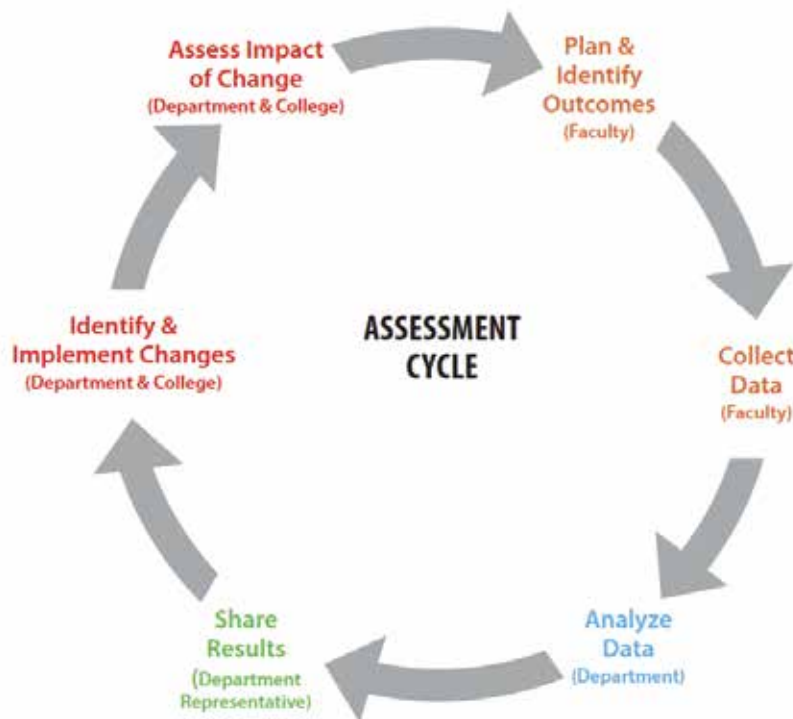 Assess Impact
of Change
(Department & College)
Plan &
Identify
Outcomes
(Faculty)
Collect
Data
(Faculty)
Analyze
Data
(Department)
Share
Results
(Department
Representative)
Identify &
Implement Changes
(Department & College)
ASSESSMENT
CYCLE